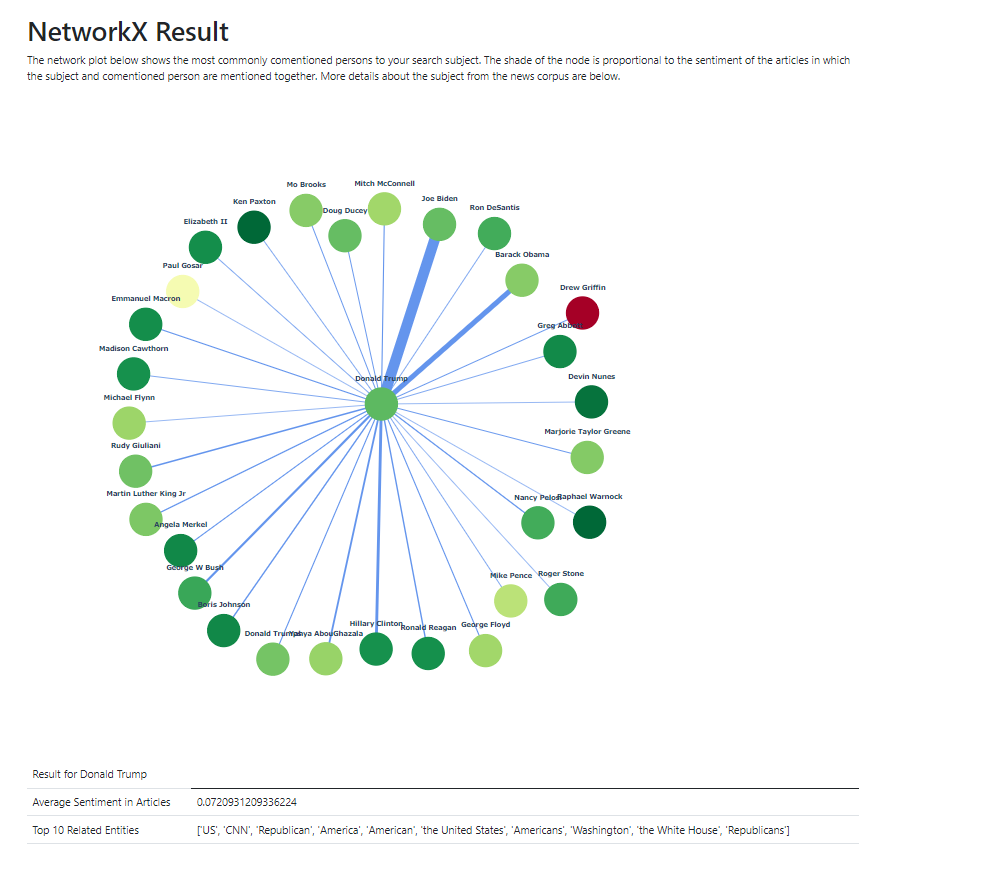 NetworkX Result
The network plot below shows the most commonly comentioned persons to your search subject. The shade of the node is proportional to the sentiment of the articles in which
the subject and comentioned person are mentioned together. More details about the subject from the news corpus are below.
Mo Brooks
Mitch McConnell
Joe Biden
Ken Paxton
Doug Ducey
Ron DeSantis
Elizabeth II
Barack Obama
Paul Gosar
Drew Griffin
Emmanuel Macron
Greg Abbott
Madison Cawthorn
Donald Trump
Devin Nunes
Michael Flynn
Marjorie Taylor Greene
Rudy Giuliani
Martin Luther King Jr
Nancy Pelosi
Raphael Warnock
Angela Merkel
George W Bush
Mike Pence
Roger Stone
Boris Johnson
Donald Trumps
Yahya AbouGhazala
Hillary Clinton
Ronald Reagan
George Floyd
Result for Donald Trump
Average Sentiment in Articles 0.0720931209336224
Top 10 Related Entities ['US', 'CNN', 'Republican', 'America', 'American', 'the United States', 'Americans', 'Washington', 'the White House', 'Republicans']